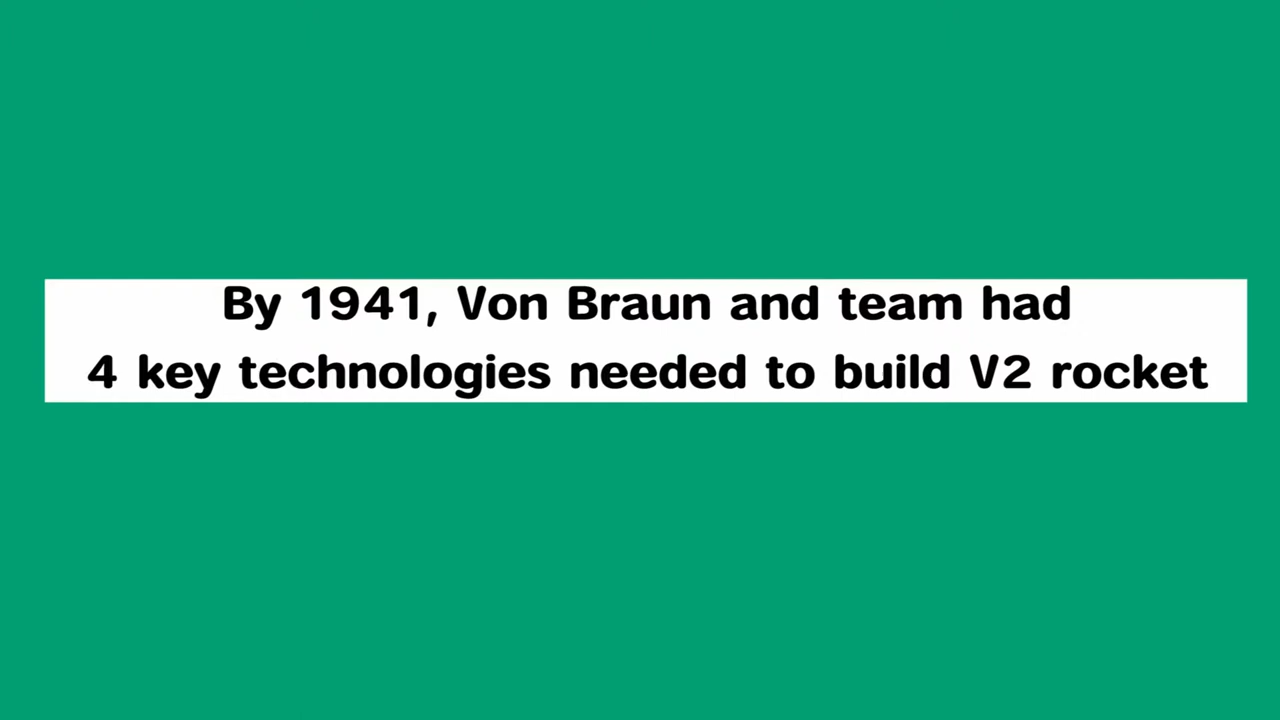 By 1941, Von Braun and team had
4 key technologies needed to build V2 rocket